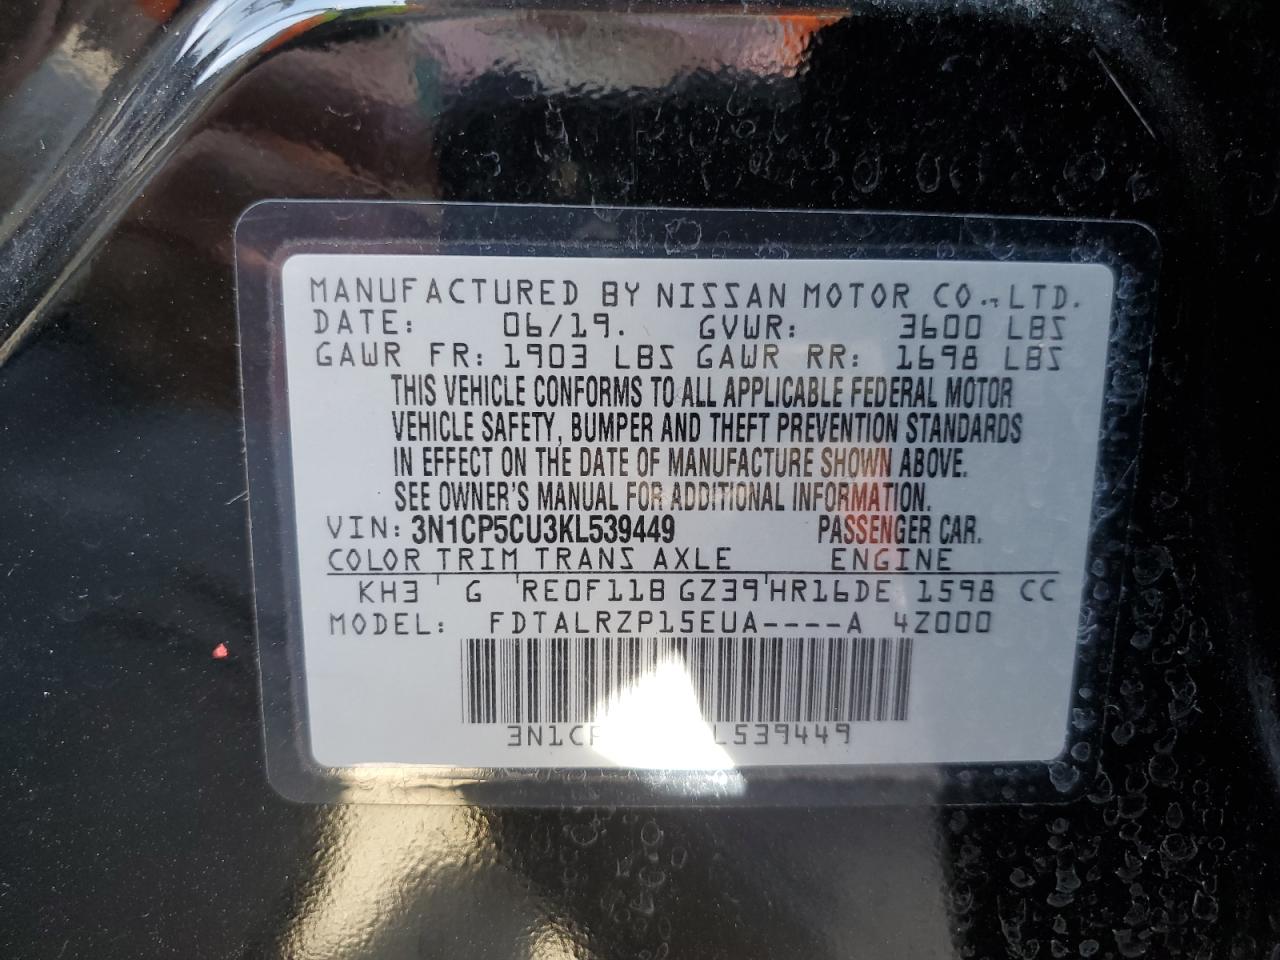 MANUFACTURED BY NISSAN MOTOR CO., LTD.
DATE: 06/19. GVWR: 3600 LBS
GAWR FR: 1903 LBS GAWR RR: 1698 LBS
THIS VEHICLE CONFORMS TO ALL APPLICABLE FEDERAL MOTOR
VEHICLE SAFETY, BUMPER AND THEFT PREVENTION STANDARDS
IN EFFECT ON THE DATE OF MANUFACTURE SHOWN ABOVE.
SEE OWNER'S MANUAL FOR ADDITIONAL INFORMATION.
VIN: 3N1CP5CU3KL539449 PASSENGER CAR.
COLOR TRIM TRANS AXLE ENGINE
KH3 G RE0F11B GZ39 HR16DE 1598 CC
MODEL: FDTALRZP15EUA----A 4Z000